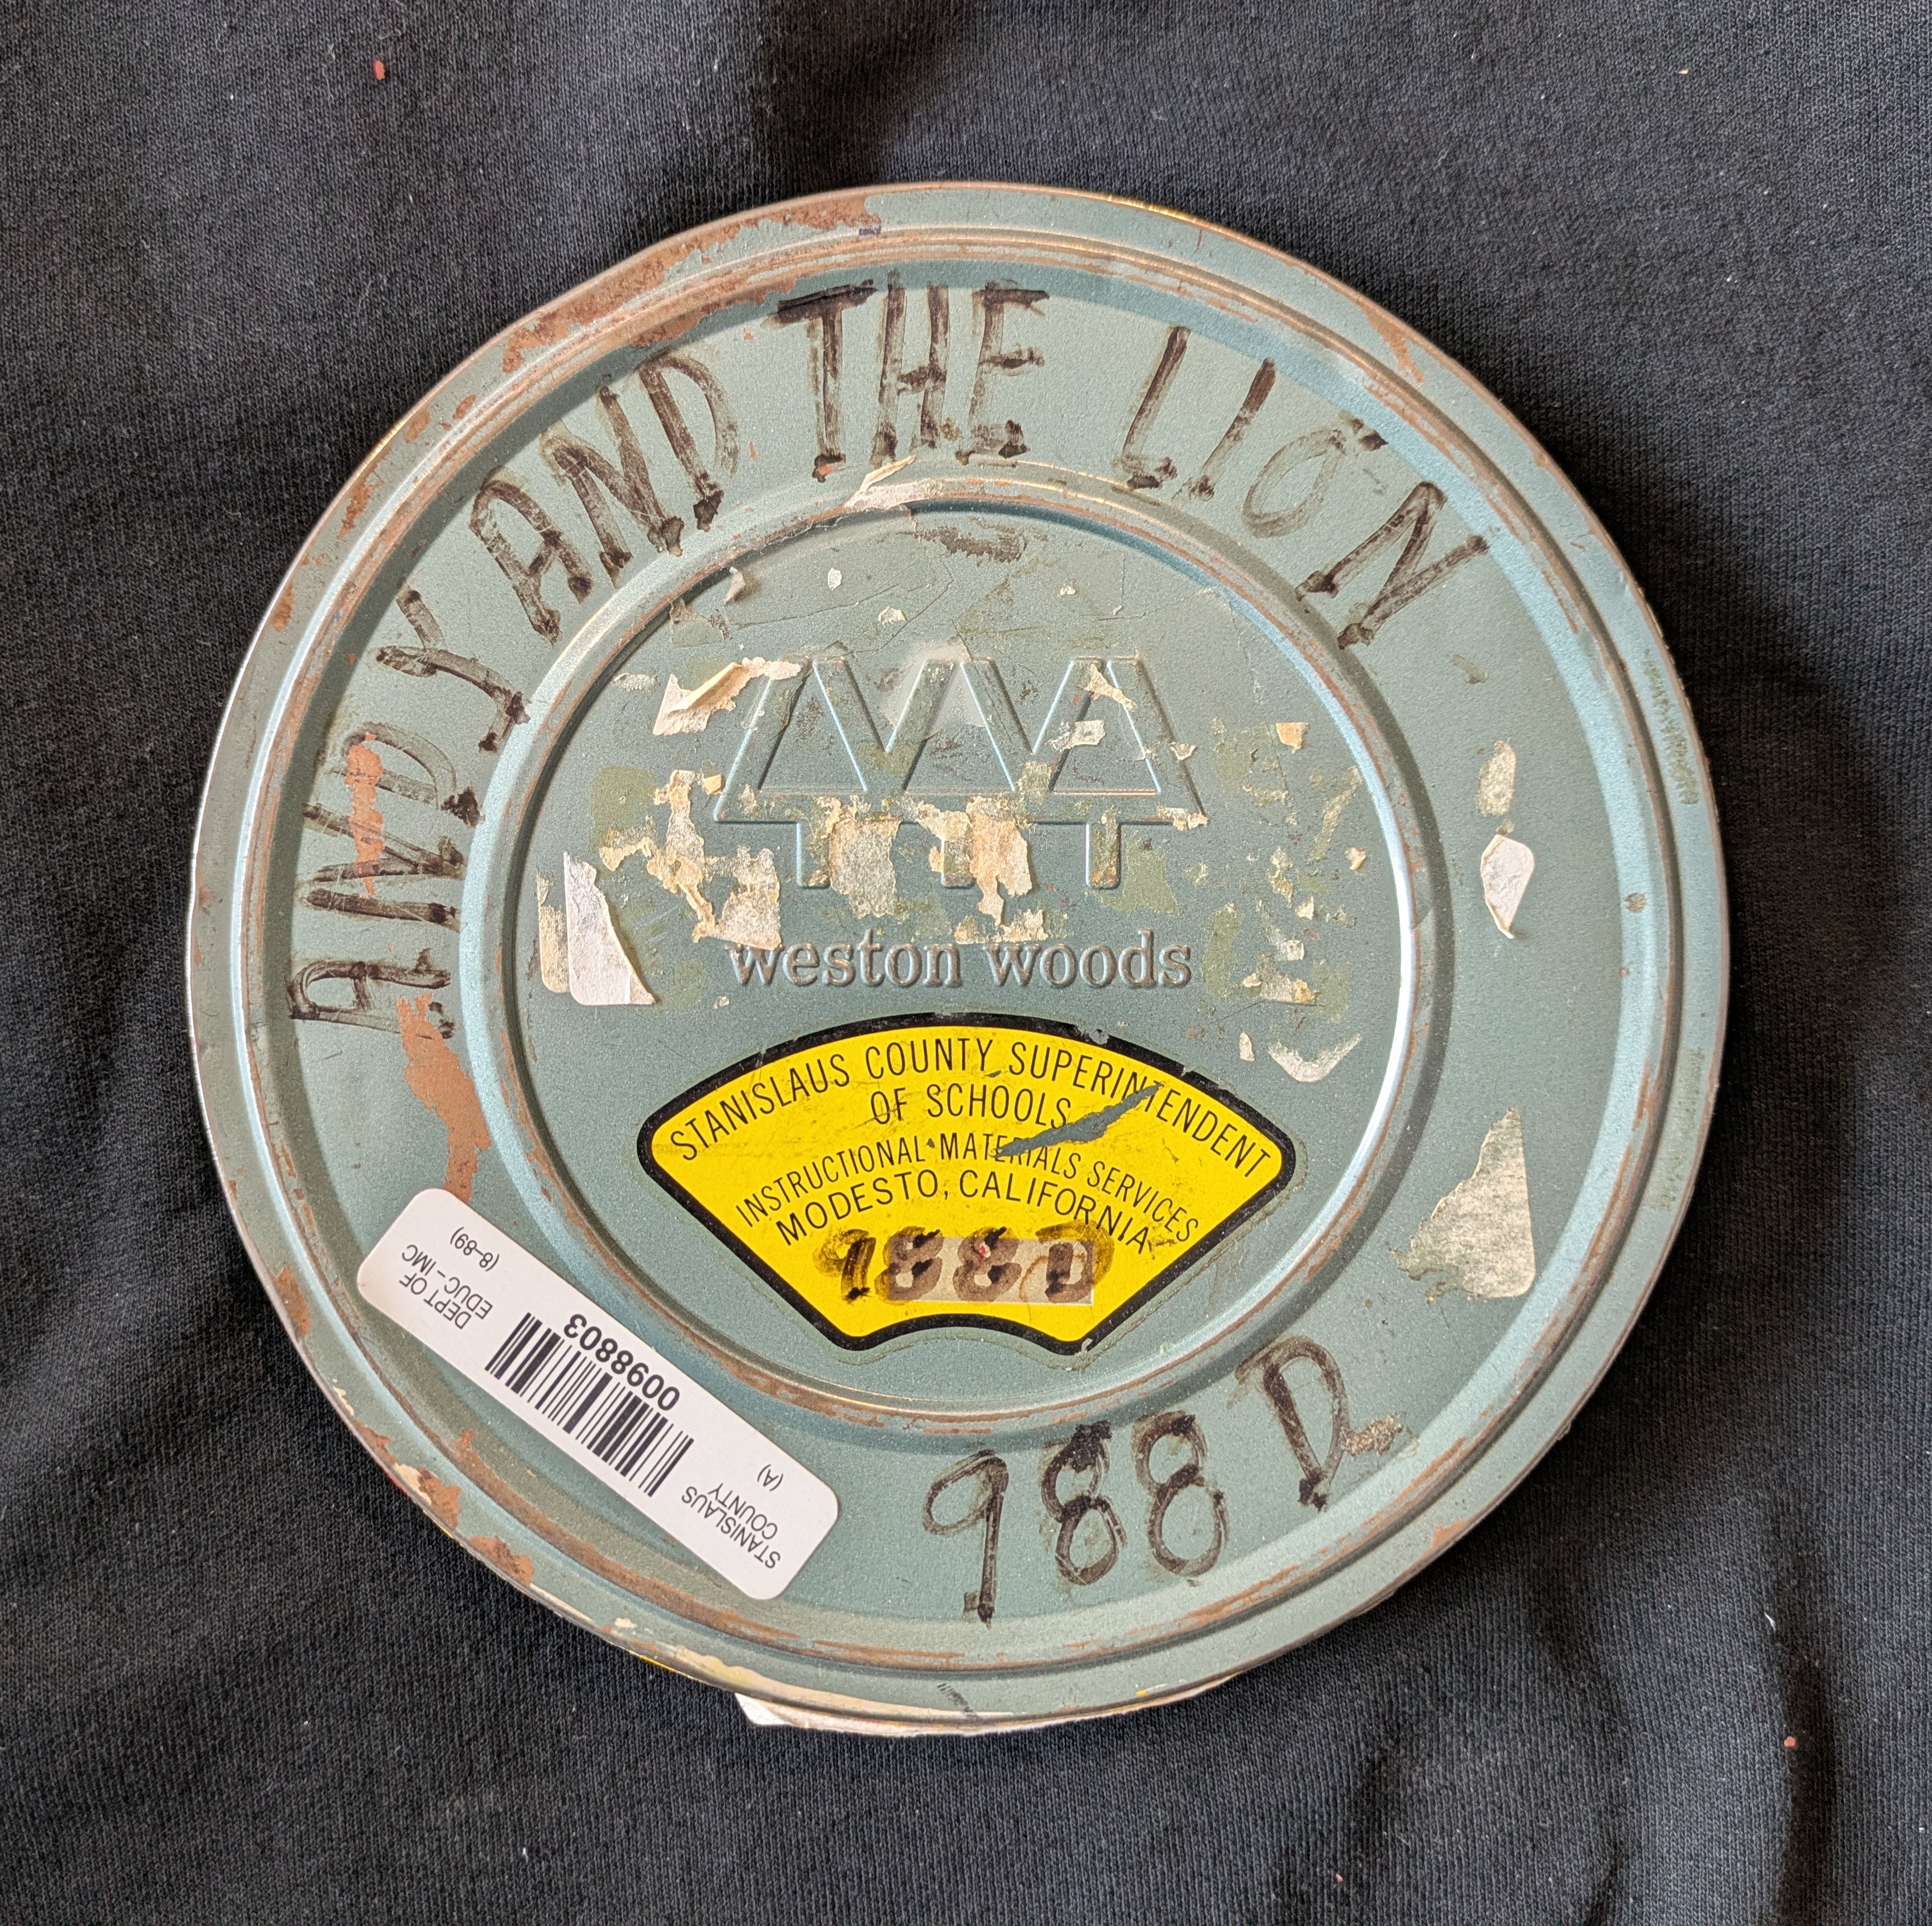 ANDY AND THE LION
weston woods
STANISLAUS COUNTY SUPERINTENDENT
OF SCHOOLS
INSTRUCTIONAL MATERIALS SERVICES
MODESTO, CALIFORNIA
988D
988 D
STANISLAUS
COUNTY
(A)
0098803
DEPT OF
EDUC-IMC
(8-89)